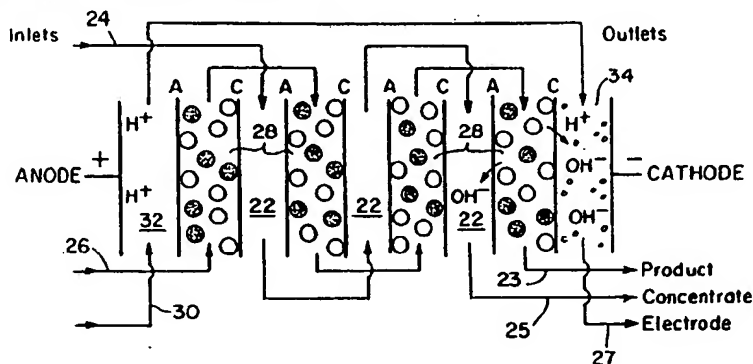 24
Inlets
Outlets
34
A C A C A C A C
H⁺ 28 28 H⁺
OH⁻
ANODE + − CATHODE
OH⁻
H⁺ 32 22 22 22 OH⁻
26
23 Product
Concentrate
30 25 Electrode
27